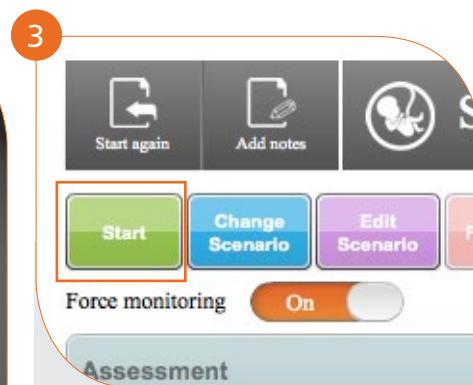 3
Start again
Add notes
S
Start
Change
Scenario
Edit
Scenario
Force monitoring
On
Assessment